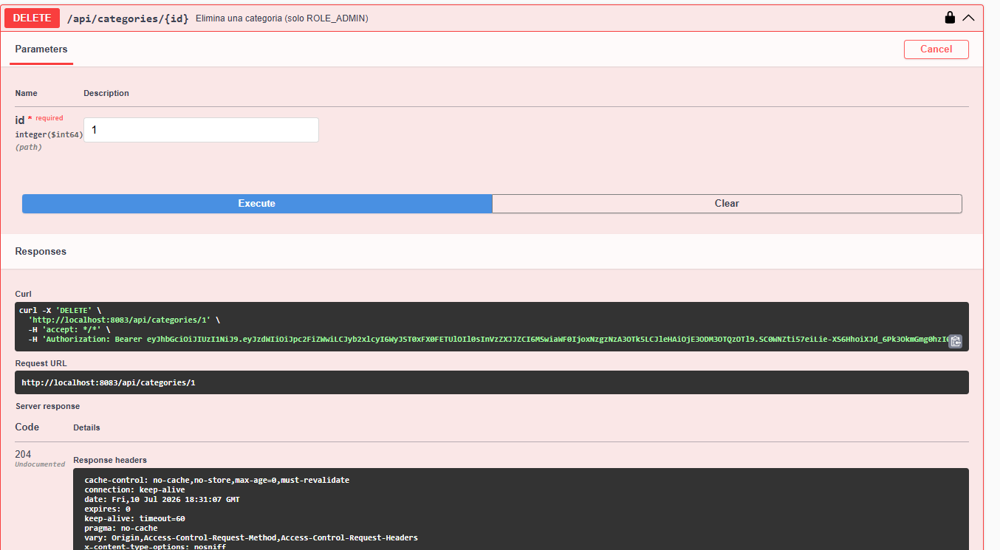 DELETE /api/categories/{id} Elimina una categoria (solo ROLE_ADMIN)
Parameters
Cancel
Name Description
id * required
integer($int64)
(path)
1
Execute Clear
Responses
Curl
curl -X 'DELETE' \
'http://localhost:8083/api/categories/1' \
-H 'accept: */*' \
-H 'Authorization: Bearer
Request URL
http://localhost:8083/api/categories/1
Server response
Code Details
204
Undocumented
Response headers
cache-control: no-cache,no-store,max-age=0,must-revalidate
connection: keep-alive
date: Fri,10 Jul 2026 18:31:07 GMT
expires: 0
keep-alive: timeout=60
pragma: no-cache
vary: Origin,Access-Control-Request-Method,Access-Control-Request-Headers
x-content-type-options: nosniff